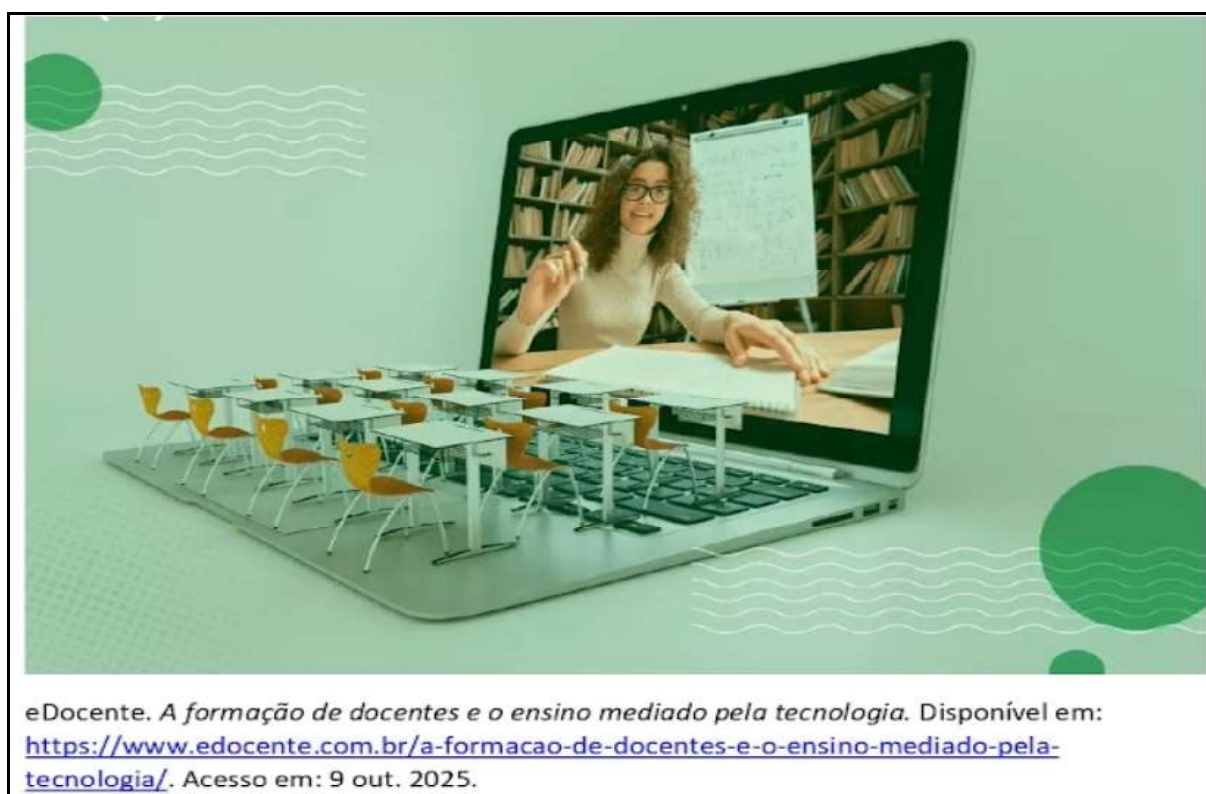 eDocente. A formação de docentes e o ensino mediado pela tecnologia. Disponível em:
https://www.edocente.com.br/a-formacao-de-docentes-e-o-ensino-mediado-pela-
tecnologia/. Acesso em: 9 out. 2025.